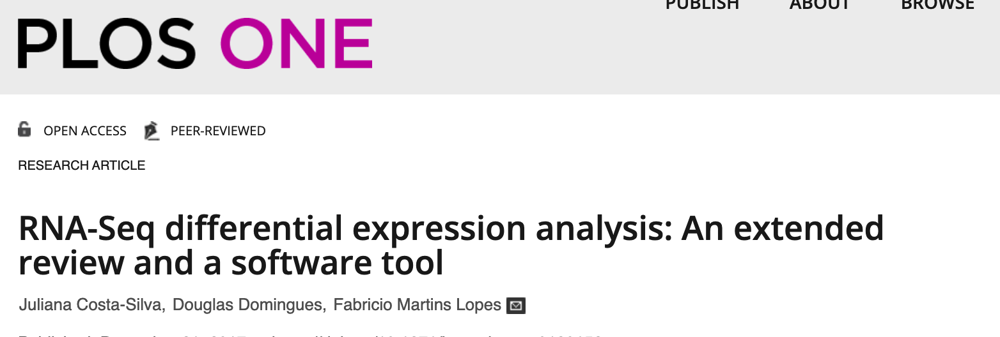 PUBLISH ABOUT BROWSE
PLOS ONE
OPEN ACCESS PEER-REVIEWED
RESEARCH ARTICLE
RNA-Seq differential expression analysis: An extended
review and a software tool
Juliana Costa-Silva, Douglas Domingues, Fabricio Martins Lopes